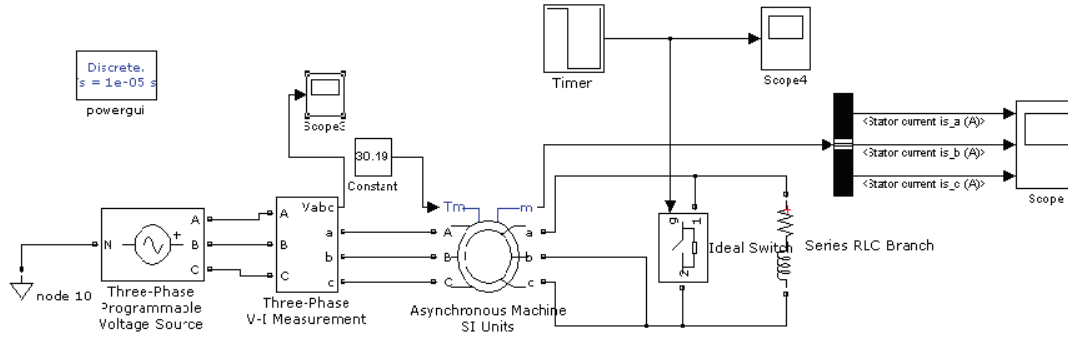 Discrete,
s = 1e-05 s
powergui
Scope3
Timer
Scope4
30.19
Constant
<Stator current is_a (A)>
<Stator current is_b (A)>
<Stator current is_c (A)>
Scope
Vabc
A
B
C
a
b
c
Three-Phase
V-I Measurement
N
+
A
B
C
Three-Phase
Programmable
Voltage Source
node 10
Tm
m
A
B
C
a
b
c
Asynchronous Machine
SI Units
g
1
2
Ideal Switch
+
Series RLC Branch